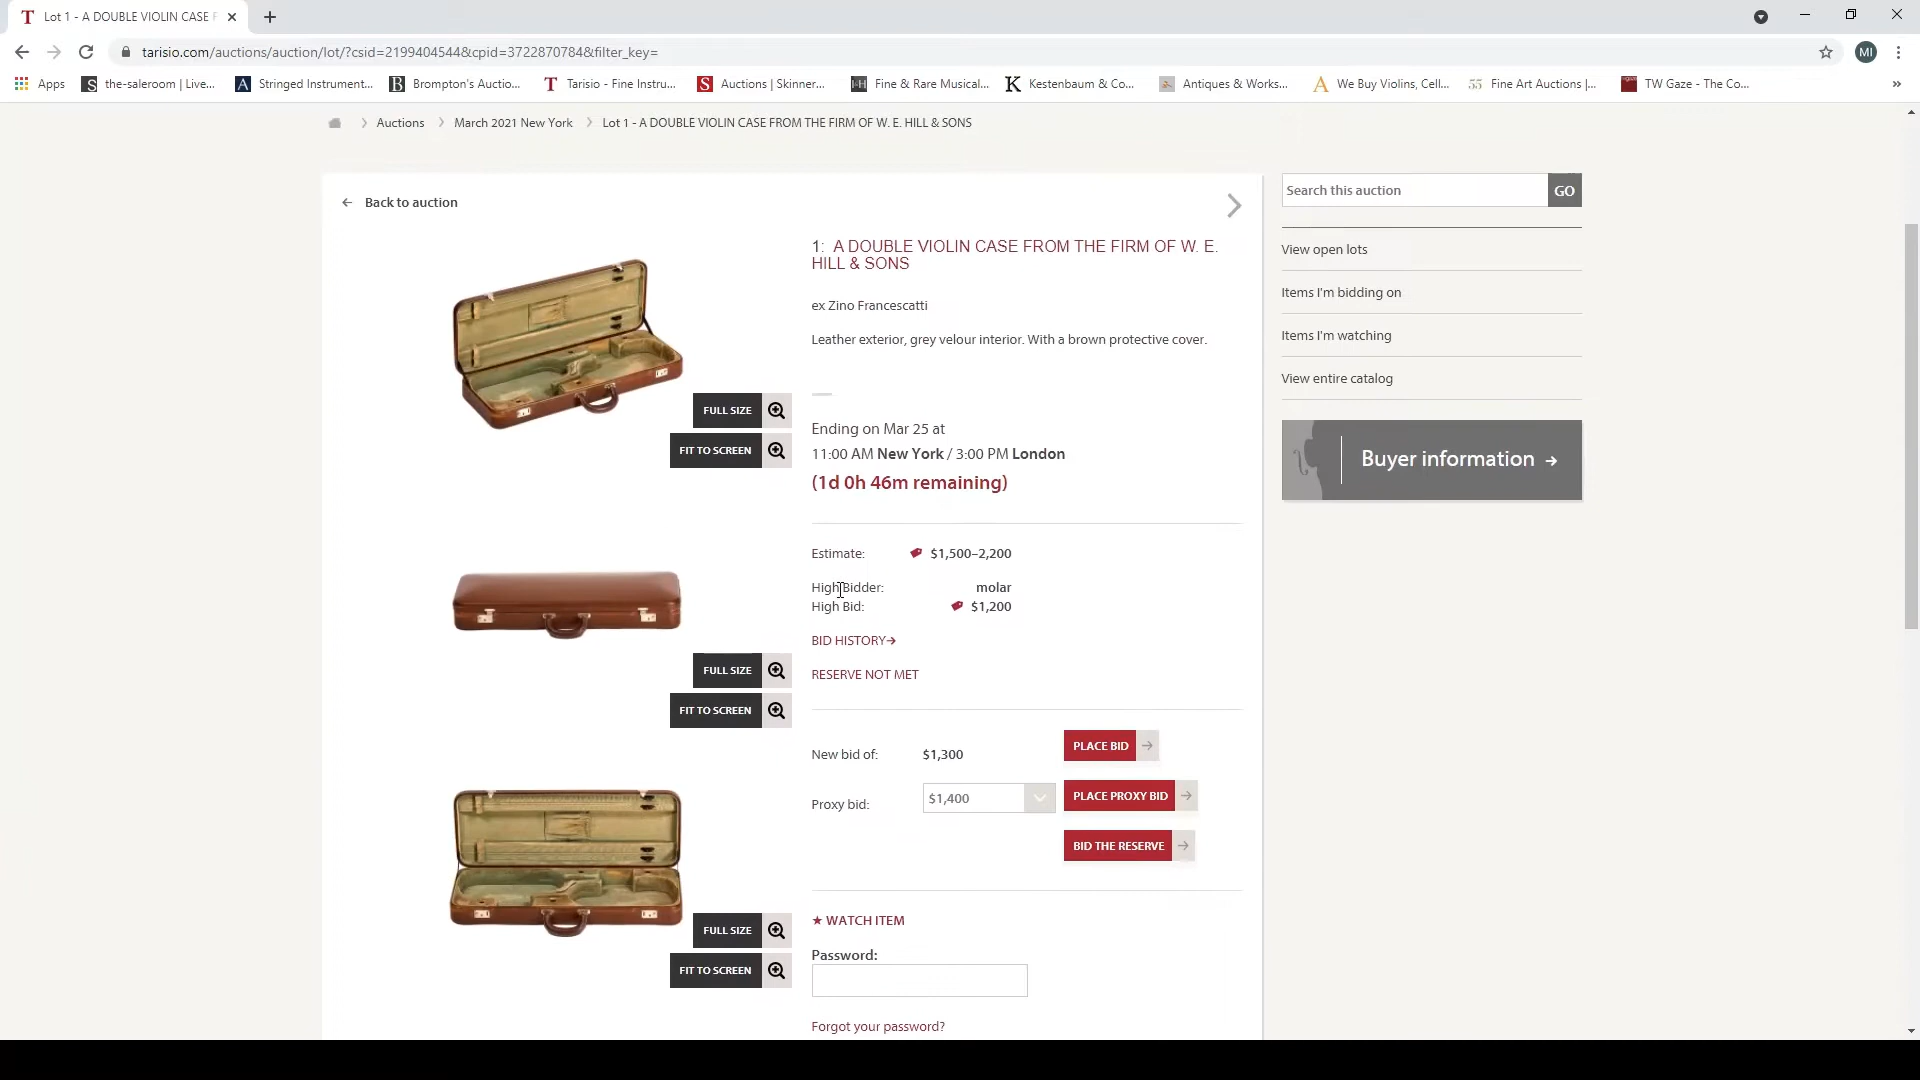 Lot 1 - A DOUBLE VIOLIN CASE F
tarisio.com/auctions/auction/lot/?csid=2199404544&cpid=3722870784&filter_key=
MI
Apps
the-saleroom | Live...
Stringed Instrument...
Brompton's Auctio...
Tarisio - Fine Instru...
Auctions | Skinner...
Fine & Rare Musical...
Kestenbaum & Co...
Antiques & Works...
We Buy Violins, Cell...
Fine Art Auctions |...
TW Gaze - The Co...
Auctions
March 2021 New York
Lot 1 - A DOUBLE VIOLIN CASE FROM THE FIRM OF W. E. HILL & SONS
Back to auction
FULL SIZE
FIT TO SCREEN
FULL SIZE
FIT TO SCREEN
FULL SIZE
FIT TO SCREEN
1: A DOUBLE VIOLIN CASE FROM THE FIRM OF W. E.
HILL & SONS
ex Zino Francescatti
Leather exterior, grey velour interior. With a brown protective cover.
Ending on Mar 25 at
11:00 AM New York / 3:00 PM London
(1d 0h 46m remaining)
Estimate: $1,500–2,200
High Bidder: molar
High Bid: $1,200
BID HISTORY→
RESERVE NOT MET
New bid of: $1,300 PLACE BID
Proxy bid: $1,400 PLACE PROXY BID
BID THE RESERVE
★ WATCH ITEM
Password:
Forgot your password?
Search this auction GO
View open lots
Items I'm bidding on
Items I'm watching
View entire catalog
Buyer information →